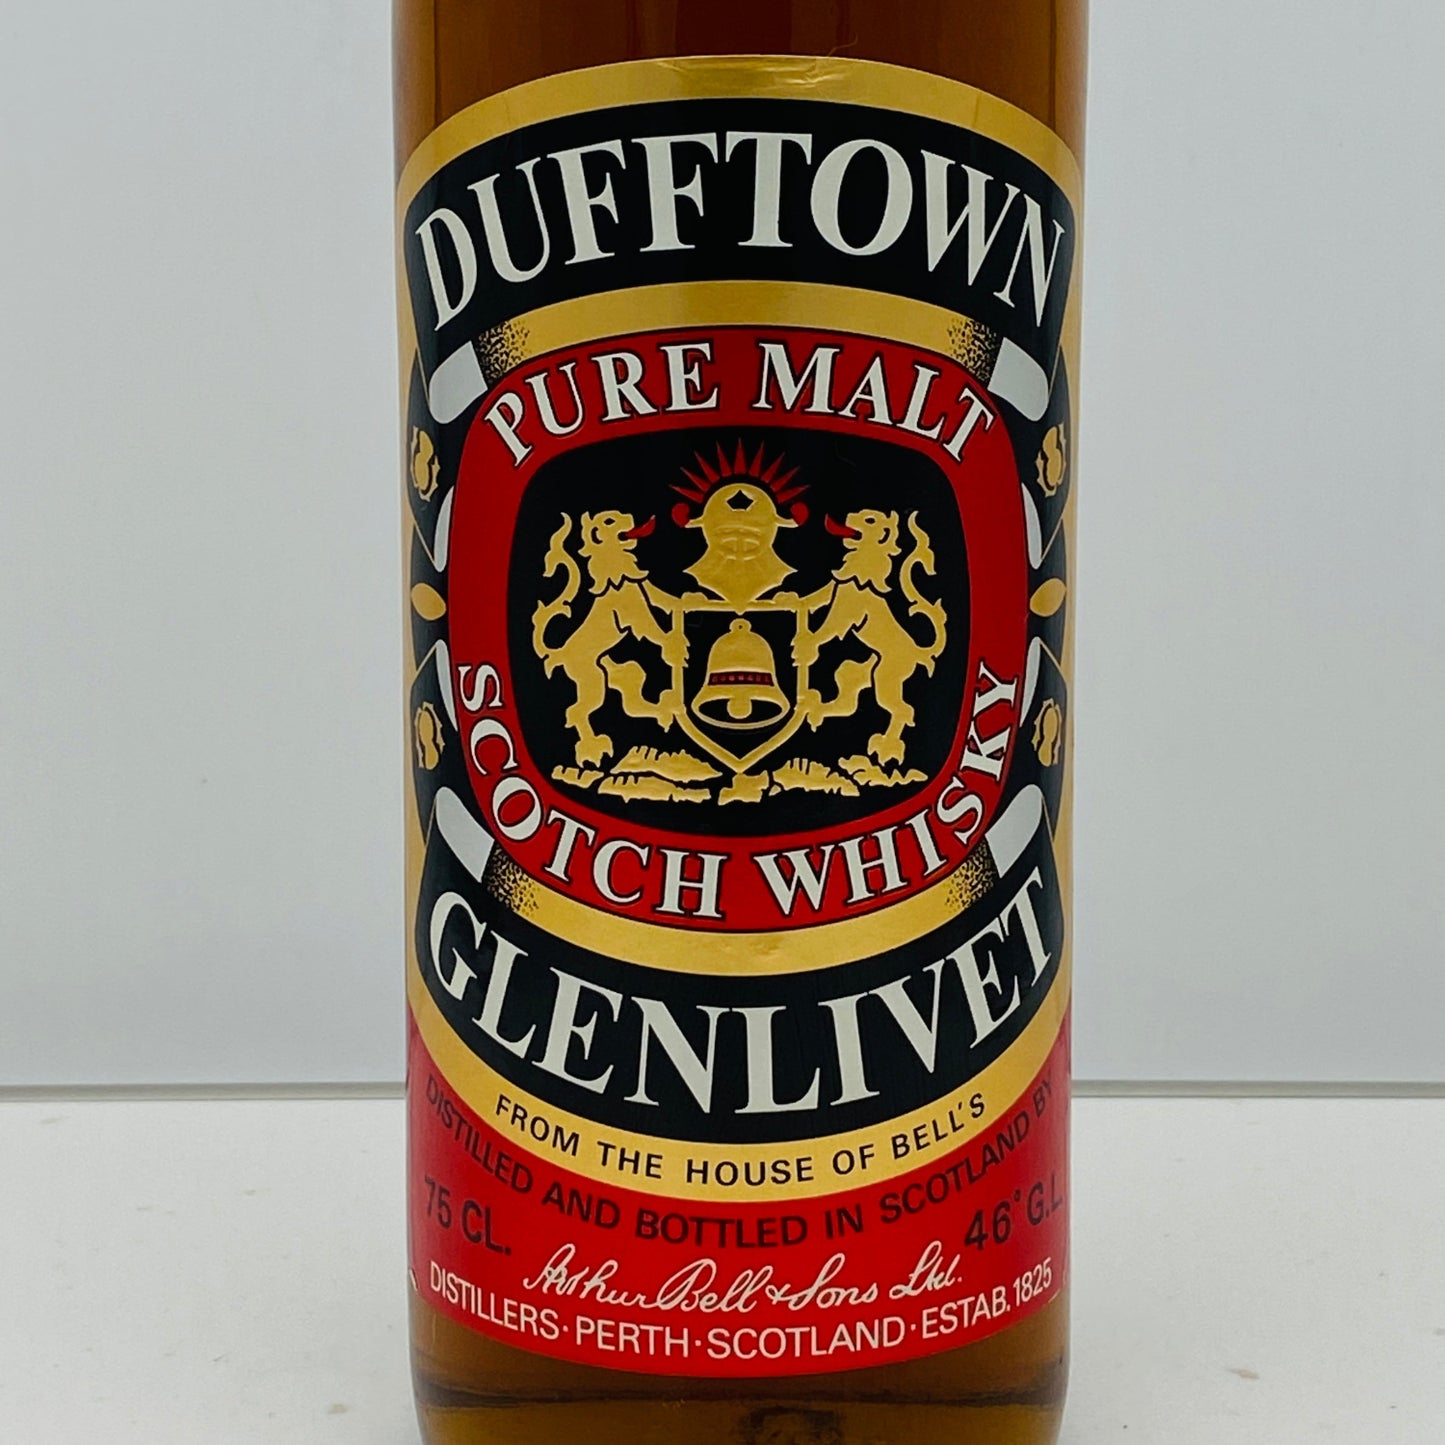 DUFFTOWN
PURE MALT
SCOTCH WHISKY
GLENLIVET
FROM THE HOUSE OF BELL'S
DISTILLED AND BOTTLED IN SCOTLAND BY
75 CL.
46° G.L.
Arthur Bell & Sons Ltd.
DISTILLERS·PERTH·SCOTLAND·ESTAB. 1825